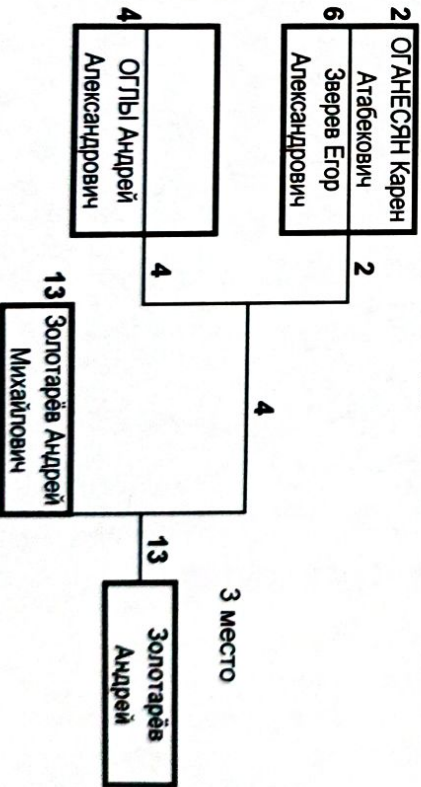 2 ОГАНЕСЯН Карен
Атабекович
6 Зверев Егор
Александрович
2
4 ОГЛЫ Андрей
Александрович
4
4
13 Золотарёв Андрей
Михайлович
13
3 место
Золотарёв
Андрей